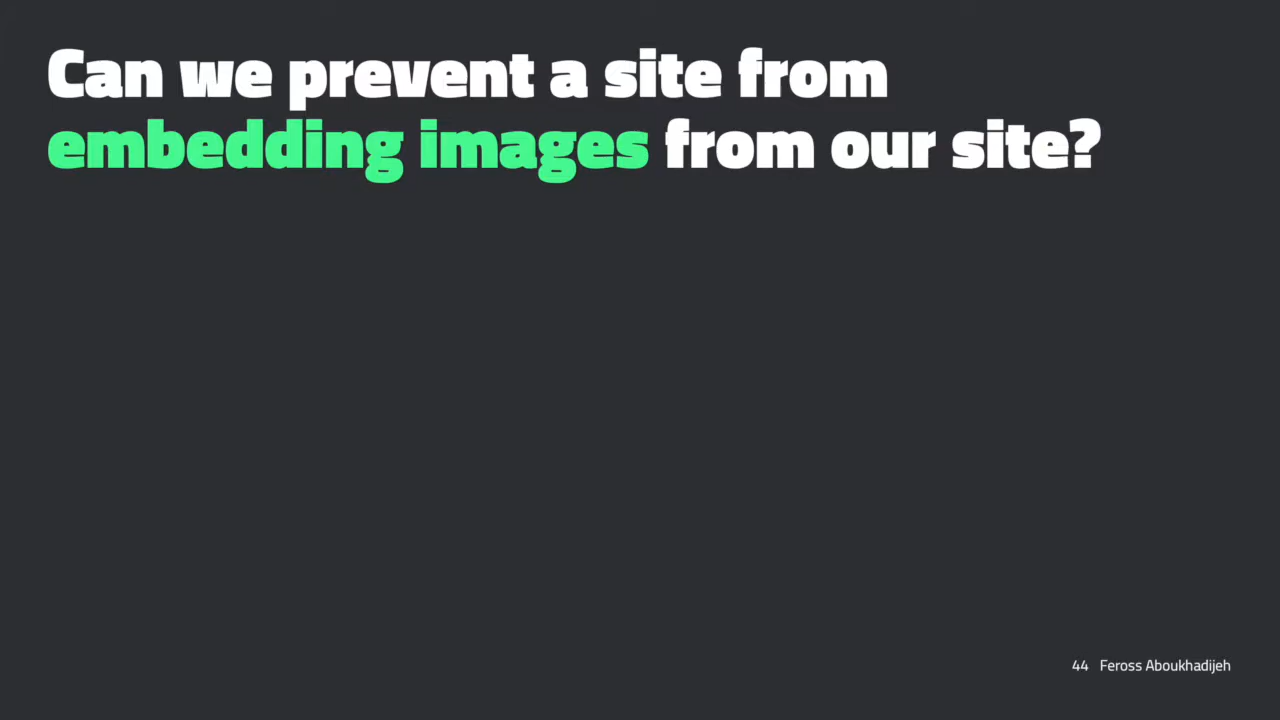 Can we prevent a site from
embedding images from our site?
44 Feross Aboukhadijeh